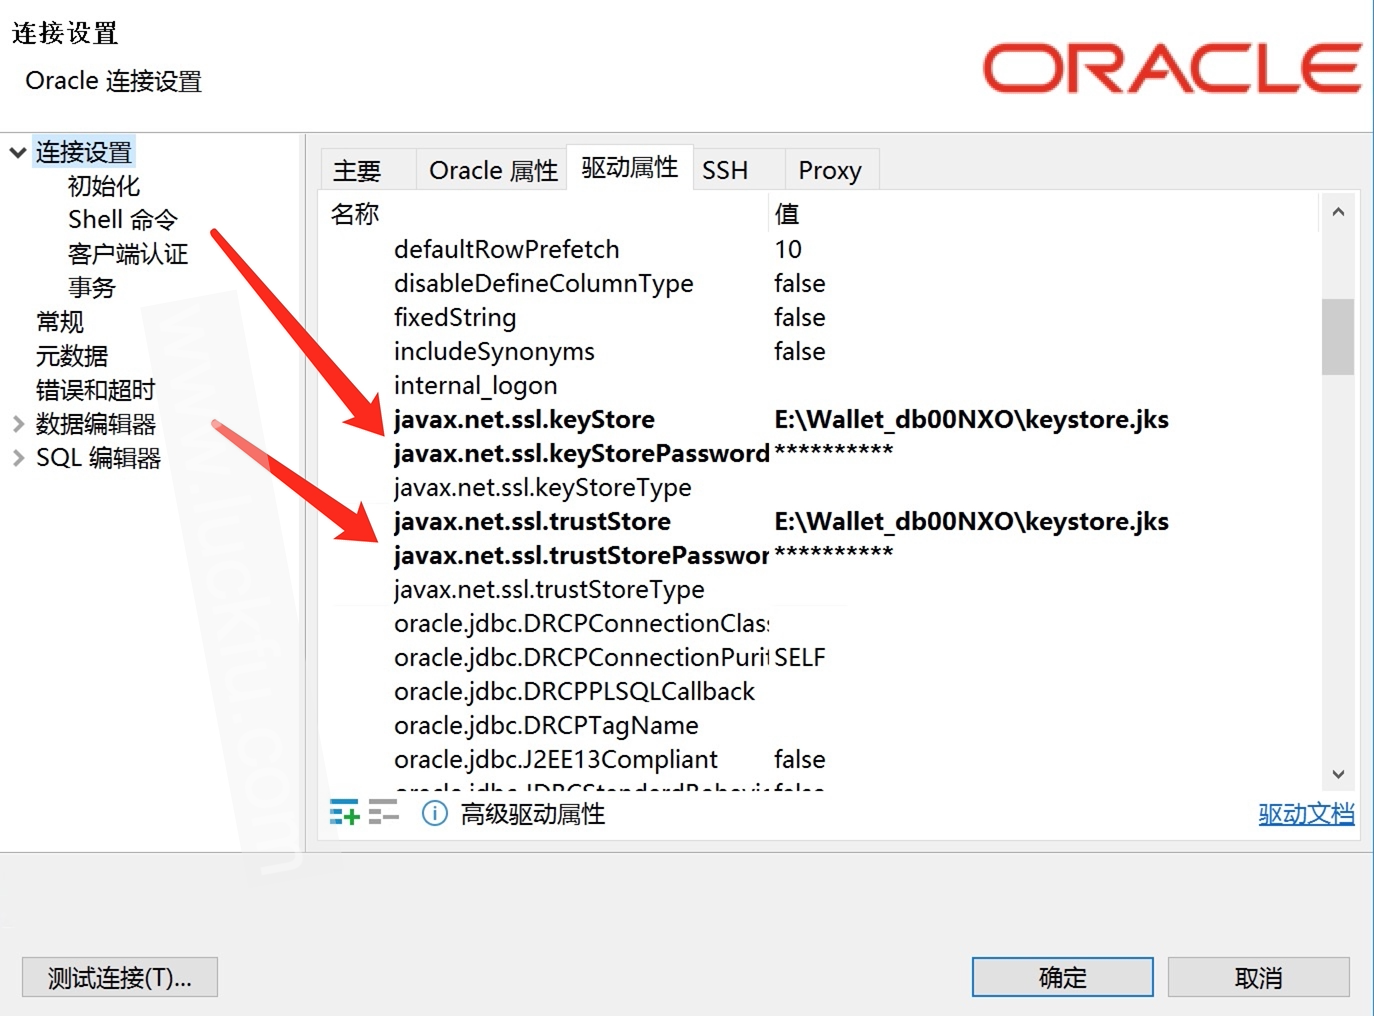 连接设置
Oracle 连接设置
ORACLE
连接设置
初始化
Shell 命令
客户端认证
事务
常规
元数据
错误和超时
数据编辑器
SQL 编辑器
主要 Oracle 属性 驱动属性 SSH Proxy
名称 值
defaultRowPrefetch 10
disableDefineColumnType false
fixedString false
includeSynonyms false
internal_logon
javax.net.ssl.keyStore E:\Wallet_db00NXO\keystore.jks
javax.net.ssl.keyStorePassword **********
javax.net.ssl.keyStoreType
javax.net.ssl.trustStore E:\Wallet_db00NXO\keystore.jks
javax.net.ssl.trustStorePasswor **********
javax.net.ssl.trustStoreType
oracle.jdbc.DRCPConnectionClas
oracle.jdbc.DRCPConnectionPurit SELF
oracle.jdbc.DRCPPLSQLCallback
oracle.jdbc.DRCPTagName
oracle.jdbc.J2EE13Compliant false
高级驱动属性 驱动文档
测试连接(T)... 确定 取消
www.luckfu.com